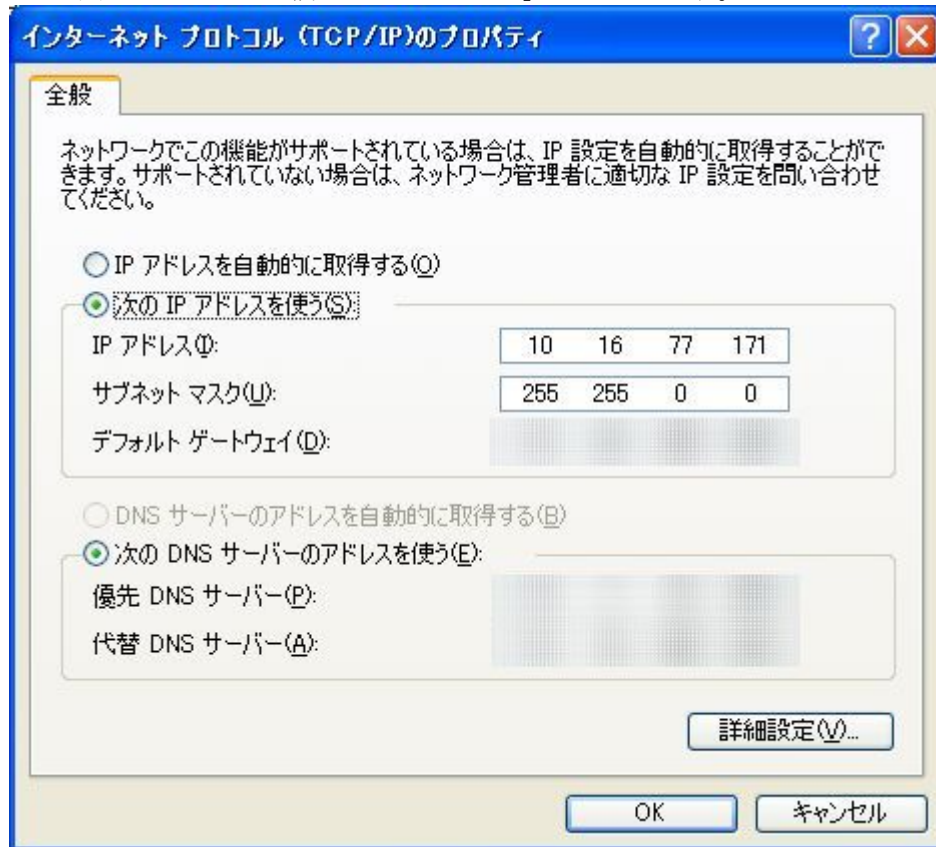 インターネット プロトコル (TCP/IP)のプロパティ
全般
ネットワークでこの機能がサポートされている場合は、IP 設定を自動的に取得することがで
きます。サポートされていない場合は、ネットワーク管理者に適切な IP 設定を問い合わせ
てください。
IP アドレスを自動的に取得する(O)
次の IP アドレスを使う(S):
IP アドレス(I): 10 16 77 171
サブネット マスク(U): 255 255 0 0
デフォルト ゲートウェイ(D):
DNS サーバーのアドレスを自動的に取得する(B)
次の DNS サーバーのアドレスを使う(E):
優先 DNS サーバー(P):
代替 DNS サーバー(A):
詳細設定(V)...
OK キャンセル